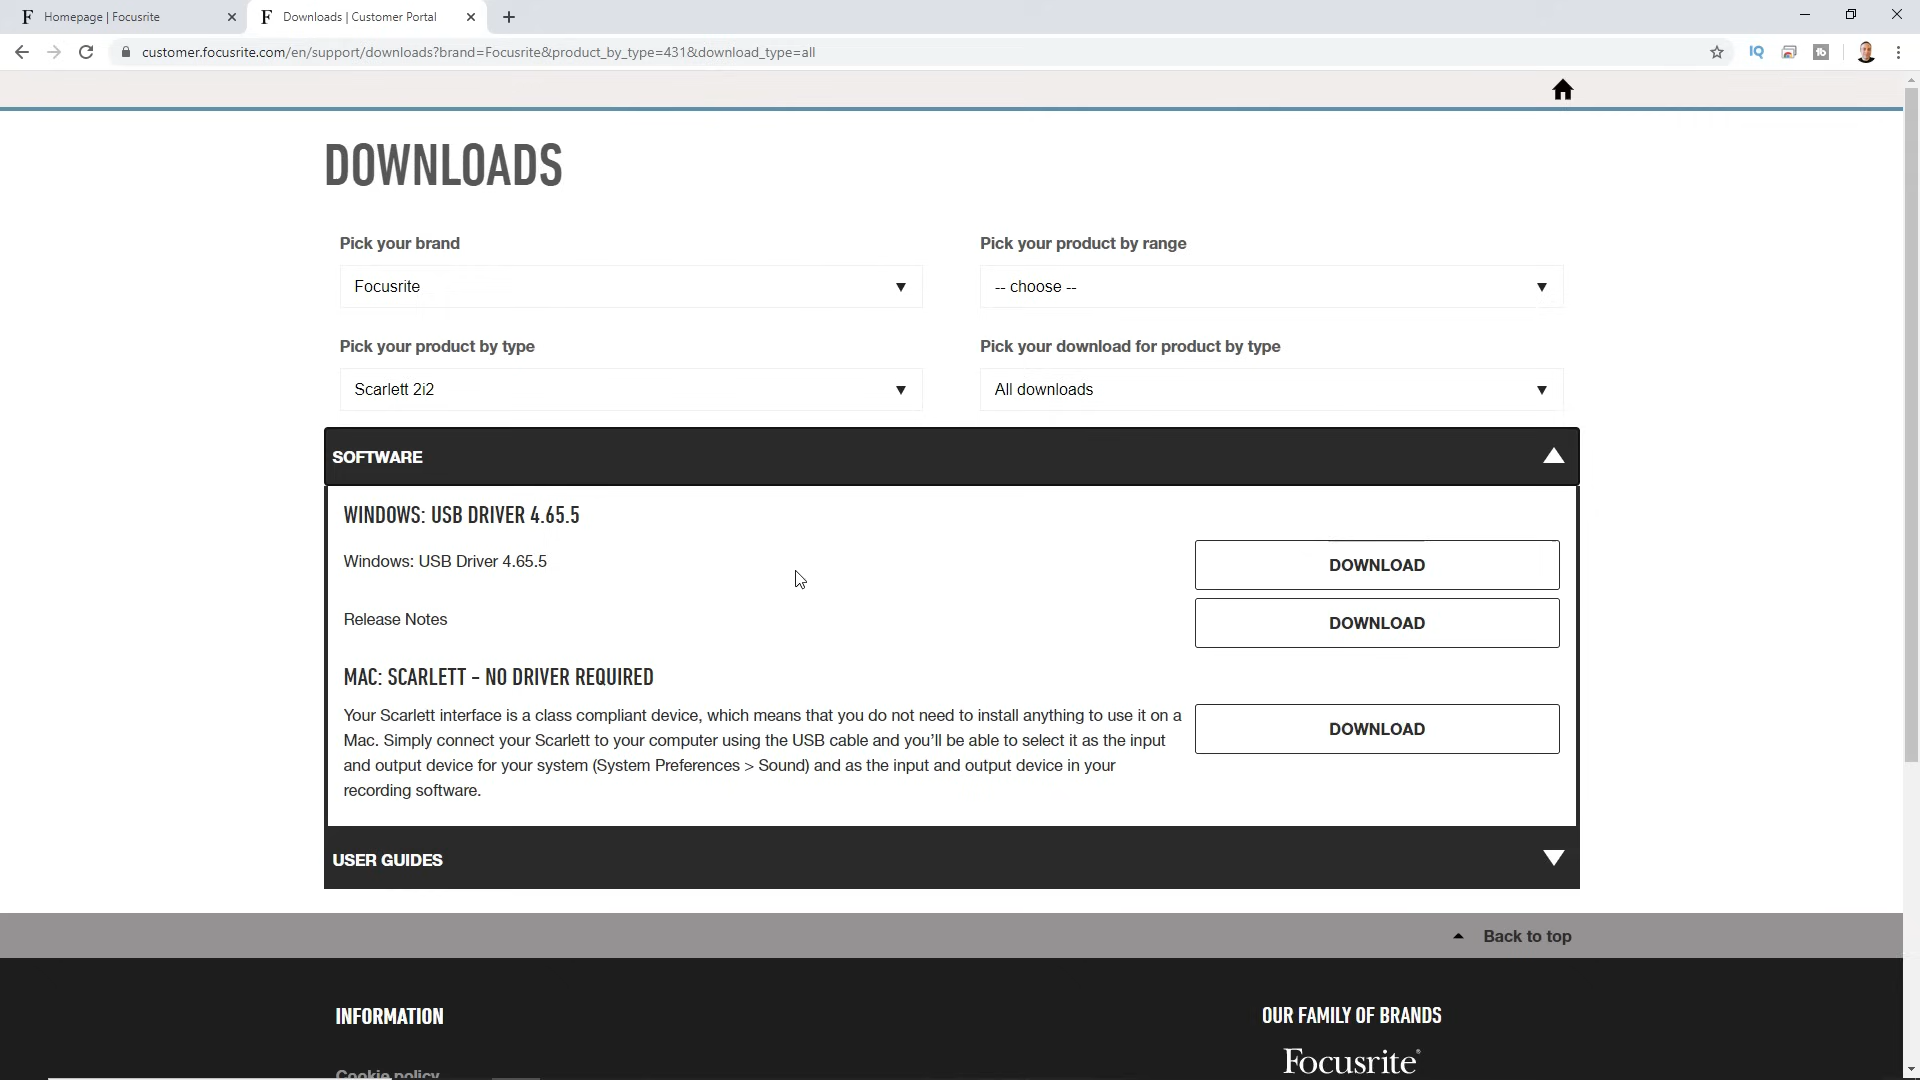 Homepage | Focusrite
Downloads | Customer Portal
customer.focusrite.com/en/support/downloads?brand=Focusrite&product_by_type=431&download_type=all
IQ
tb
DOWNLOADS
Pick your brand
Pick your product by range
Focusrite
-- choose --
Pick your product by type
Pick your download for product by type
Scarlett 2i2
All downloads
SOFTWARE
WINDOWS: USB DRIVER 4.65.5
Windows: USB Driver 4.65.5
DOWNLOAD
Release Notes
DOWNLOAD
MAC: SCARLETT - NO DRIVER REQUIRED
Your Scarlett interface is a class compliant device, which means that you do not need to install anything to use it on a
Mac. Simply connect your Scarlett to your computer using the USB cable and you'll be able to select it as the input
and output device for your system (System Preferences > Sound) and as the input and output device in your
recording software.
DOWNLOAD
USER GUIDES
Back to top
INFORMATION
OUR FAMILY OF BRANDS
Cookie policy
Focusrite®